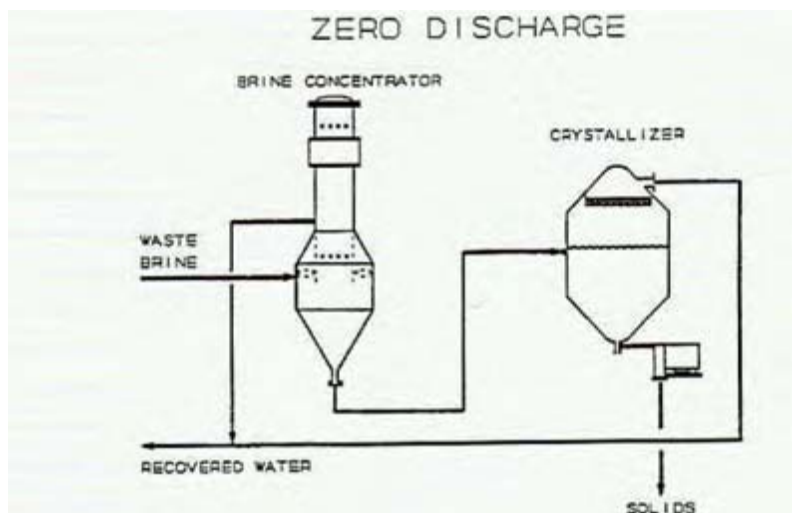 ZERO DISCHARGE
BRINE CONCENTRATOR
CRYSTALLIZER
WASTE
BRINE
RECOVERED WATER
SOLIDS